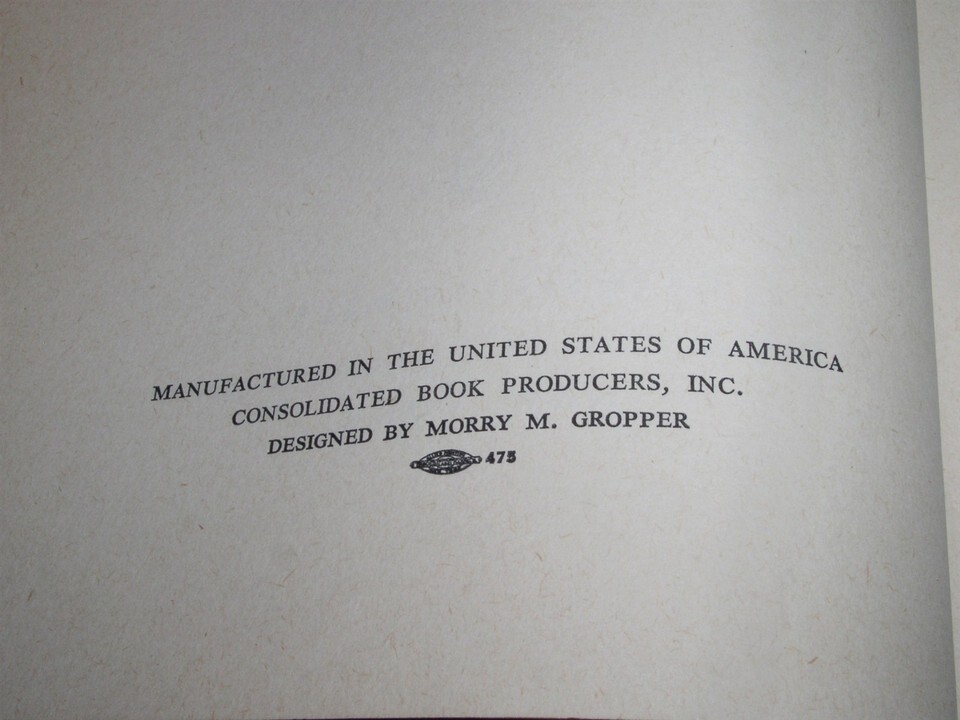 MANUFACTURED IN THE UNITED STATES OF AMERICA
CONSOLIDATED BOOK PRODUCERS, INC.
DESIGNED BY MORRY M. GROPPER
475